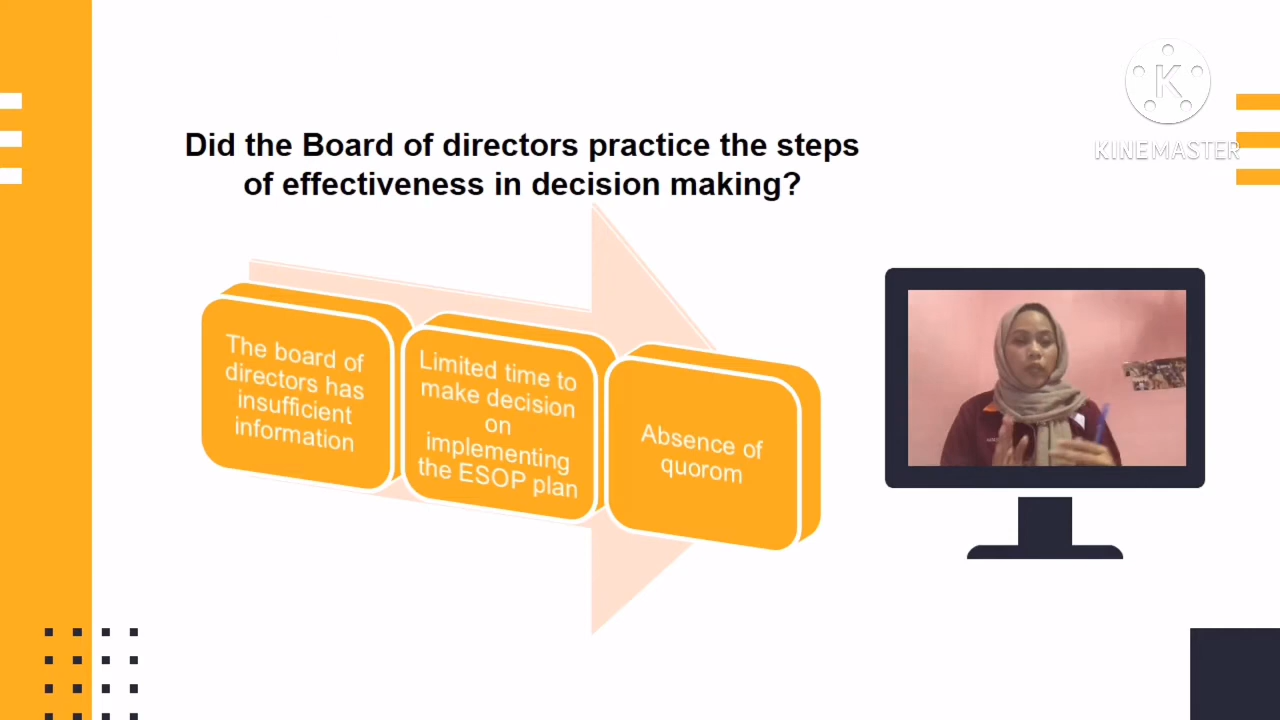 Did the Board of directors practice the steps
of effectiveness in decision making?
The board of
directors has
insufficient
information
Limited time to
make decision
on
implementing
the ESOP plan
Absence of
quorom
K
KINEMASTER